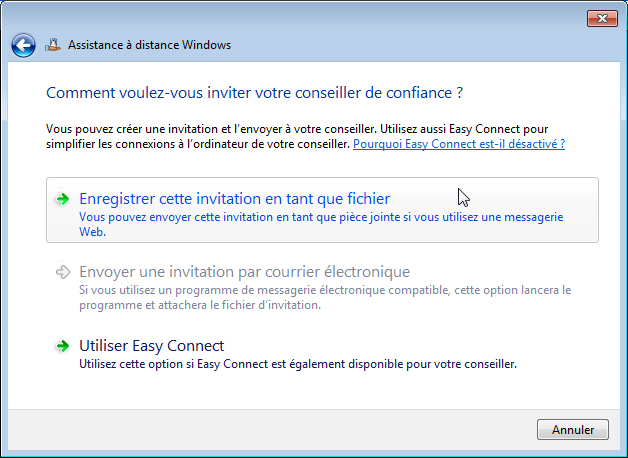 Assistance à distance Windows
Comment voulez-vous inviter votre conseiller de confiance ?
Vous pouvez créer une invitation et l'envoyer à votre conseiller. Utilisez aussi Easy Connect pour
simplifier les connexions à l'ordinateur de votre conseiller. Pourquoi Easy Connect est-il désactivé ?
Enregistrer cette invitation en tant que fichier
Vous pouvez envoyer cette invitation en tant que pièce jointe si vous utilisez une messagerie
Web.
Envoyer une invitation par courrier électronique
Si vous utilisez un programme de messagerie électronique compatible, cette option lancera le
programme et attachera le fichier d'invitation.
Utiliser Easy Connect
Utilisez cette option si Easy Connect est également disponible pour votre conseiller.
Annuler